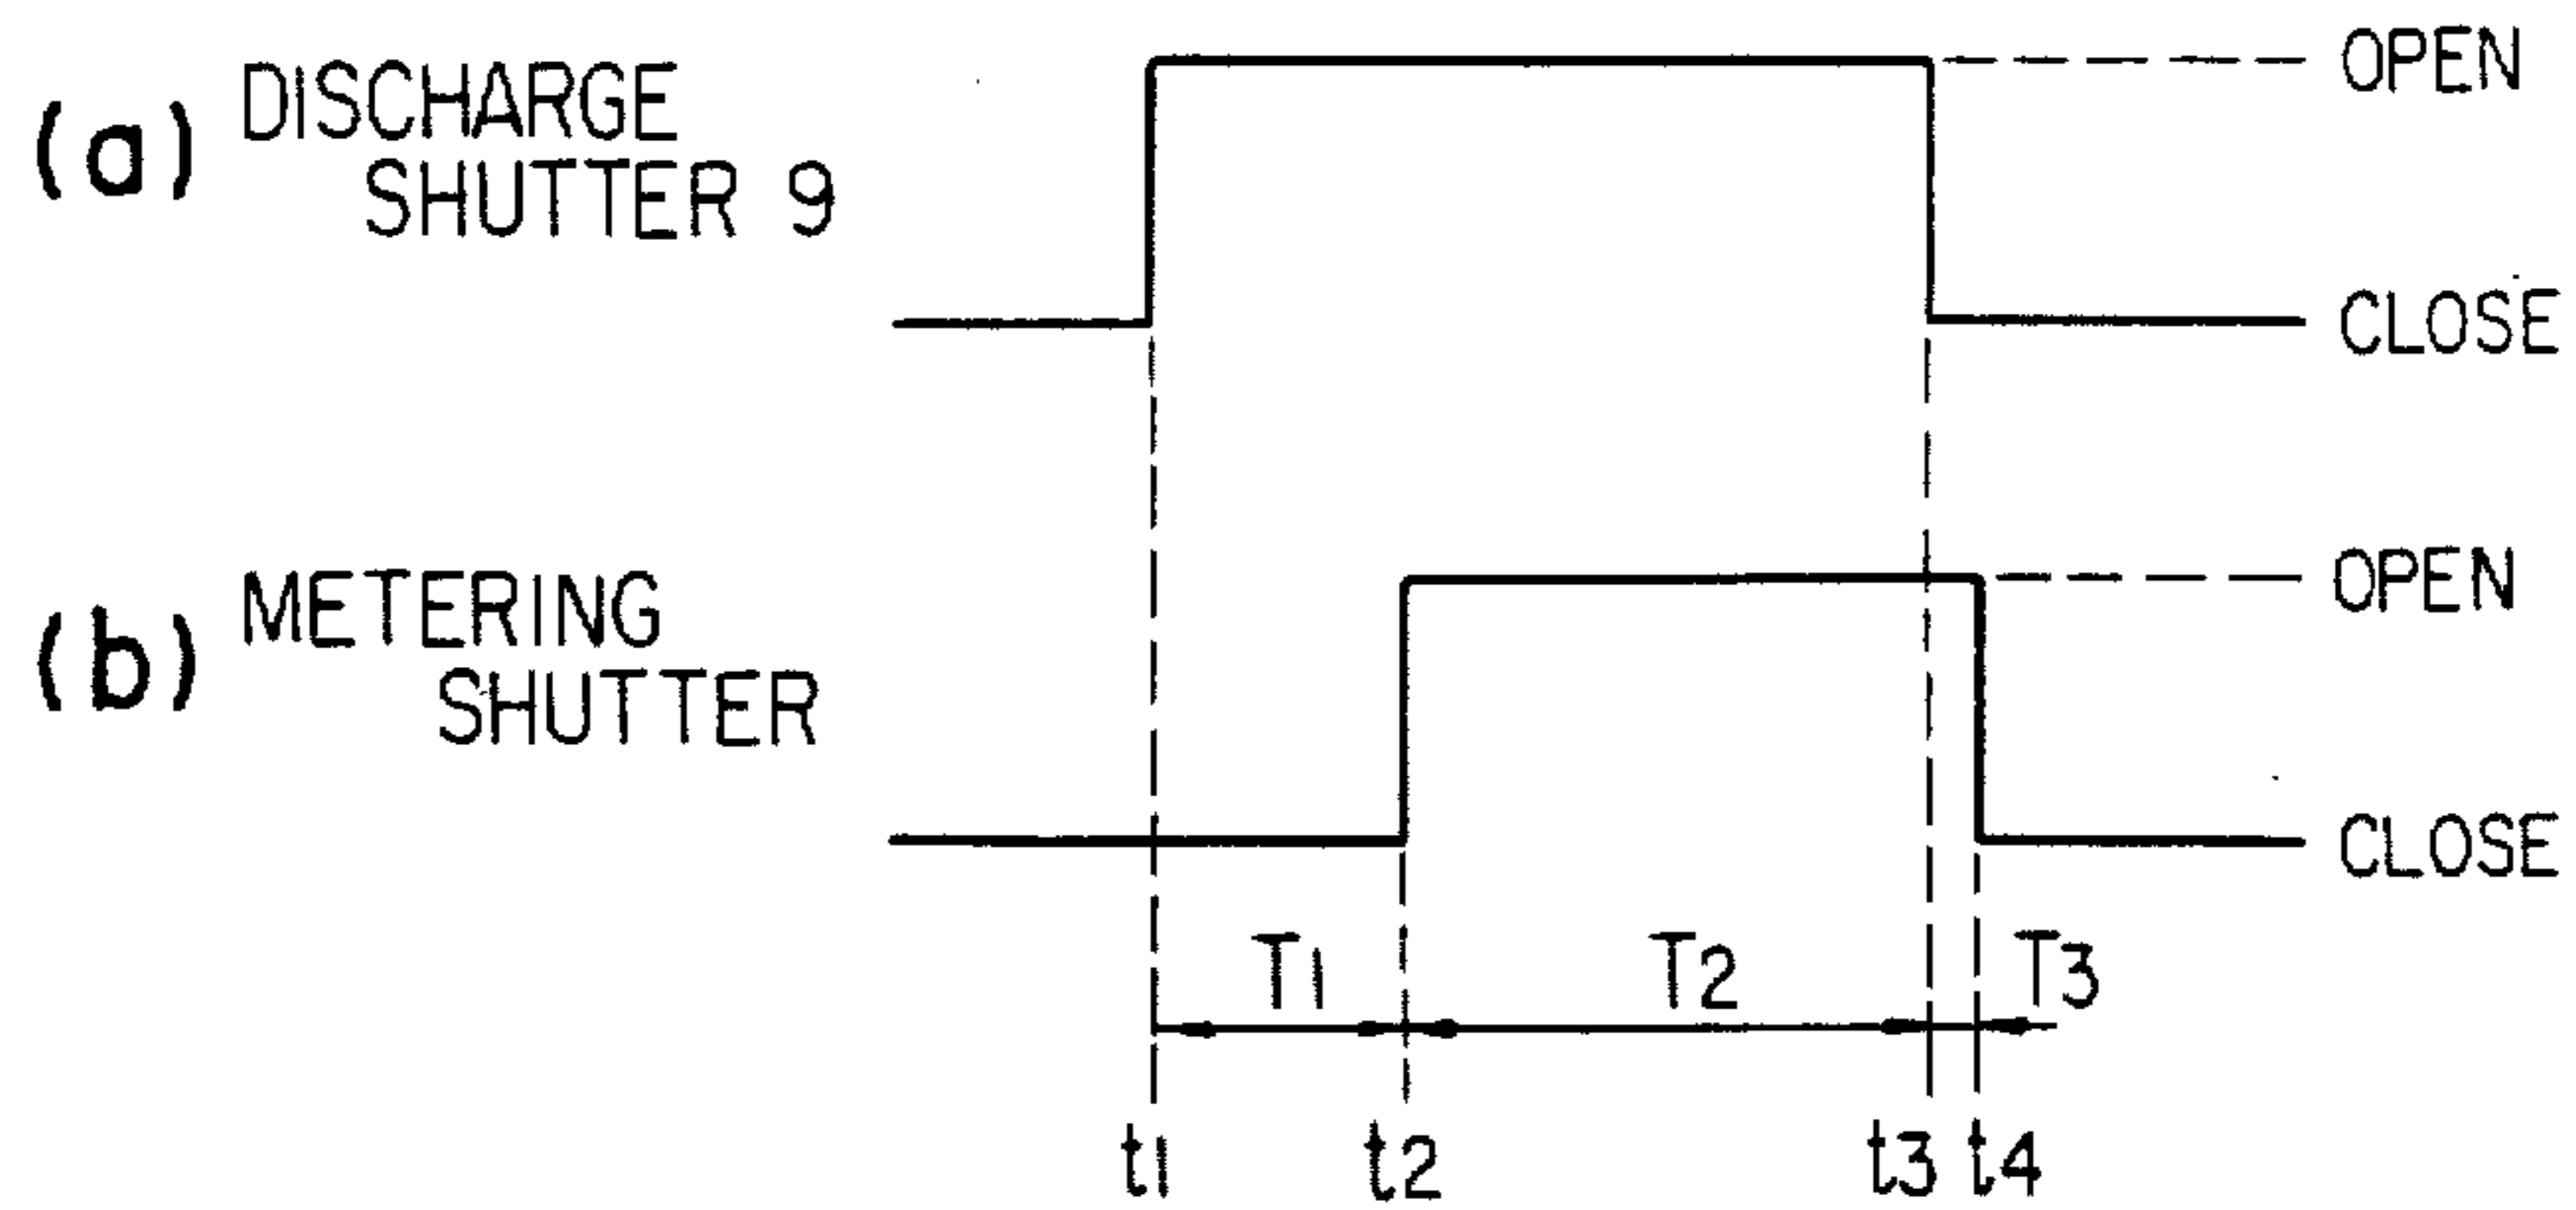 (a) DISCHARGE
SHUTTER 9
OPEN
CLOSE
(b) METERING
SHUTTER
OPEN
CLOSE
T1 T2 T3
t1 t2 t3 t4